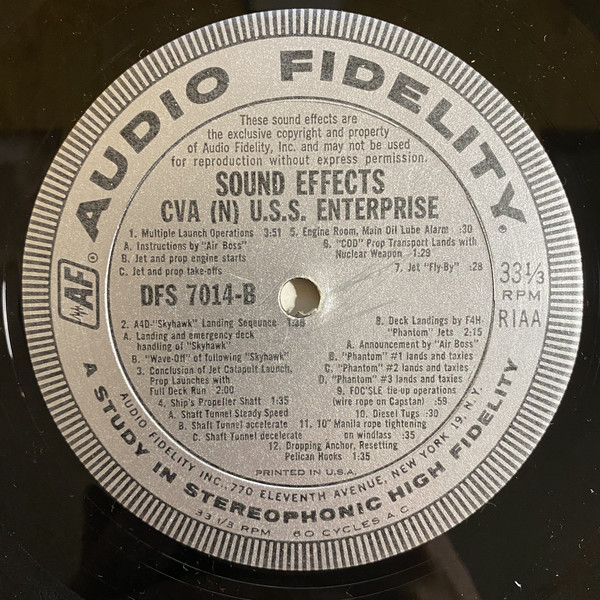 AUDIO FIDELITY®
AF®
These sound effects are
the exclusive copyright and property
of Audio Fidelity, Inc. and may not be used
for reproduction without express permission.
SOUND EFFECTS
CVA (N) U.S.S. ENTERPRISE
1. Multiple Launch Operations 3:51
A. Instructions by "Air Boss"
B. Jet and prop engine starts
C. Jet and prop take-offs
DFS 7014-B
2. A4D-"Skyhawk" Landing Sequence 1:38
A. Landing and emergency deck
handling of "Skyhawk"
B. "Wave-Off" of following "Skyhawk"
3. Conclusion of Jet Catapult Launch,
Prop Launches with
Full Deck Run 2:00
4. Ship's Propeller Shaft 1:35
A. Shaft Tunnel Steady Speed
B. Shaft Tunnel accelerate
C. Shaft Tunnel decelerate
5. Engine Room, Main Oil Lube Alarm :30
6. "COD" Prop Transport Lands with
Nuclear Weapon 1:29
7. Jet "Fly-By" :28
33 1/3
RPM
RIAA
8. Deck Landings by F4H-
"Phantom" Jets 2:15
A. Announcement by "Air Boss"
B. "Phantom" #1 lands and taxies
C. "Phantom" #2 lands and taxies
D. "Phantom" #3 lands and taxies
9. FOC'SLE tie-up operations
(wire rope on Capstan) :59
10. Diesel Tugs :30
11. 10" Manila rope tightening
on windlass :35
12. Dropping Anchor, Resetting
Pelican Hooks 1:35
PRINTED IN U.S.A.
AUDIO FIDELITY INC., 770 ELEVENTH AVENUE, NEW YORK 19, N.Y.
A STUDY IN STEREOPHONIC HIGH FIDELITY
33 1/3 RPM 60 CYCLES A.C.